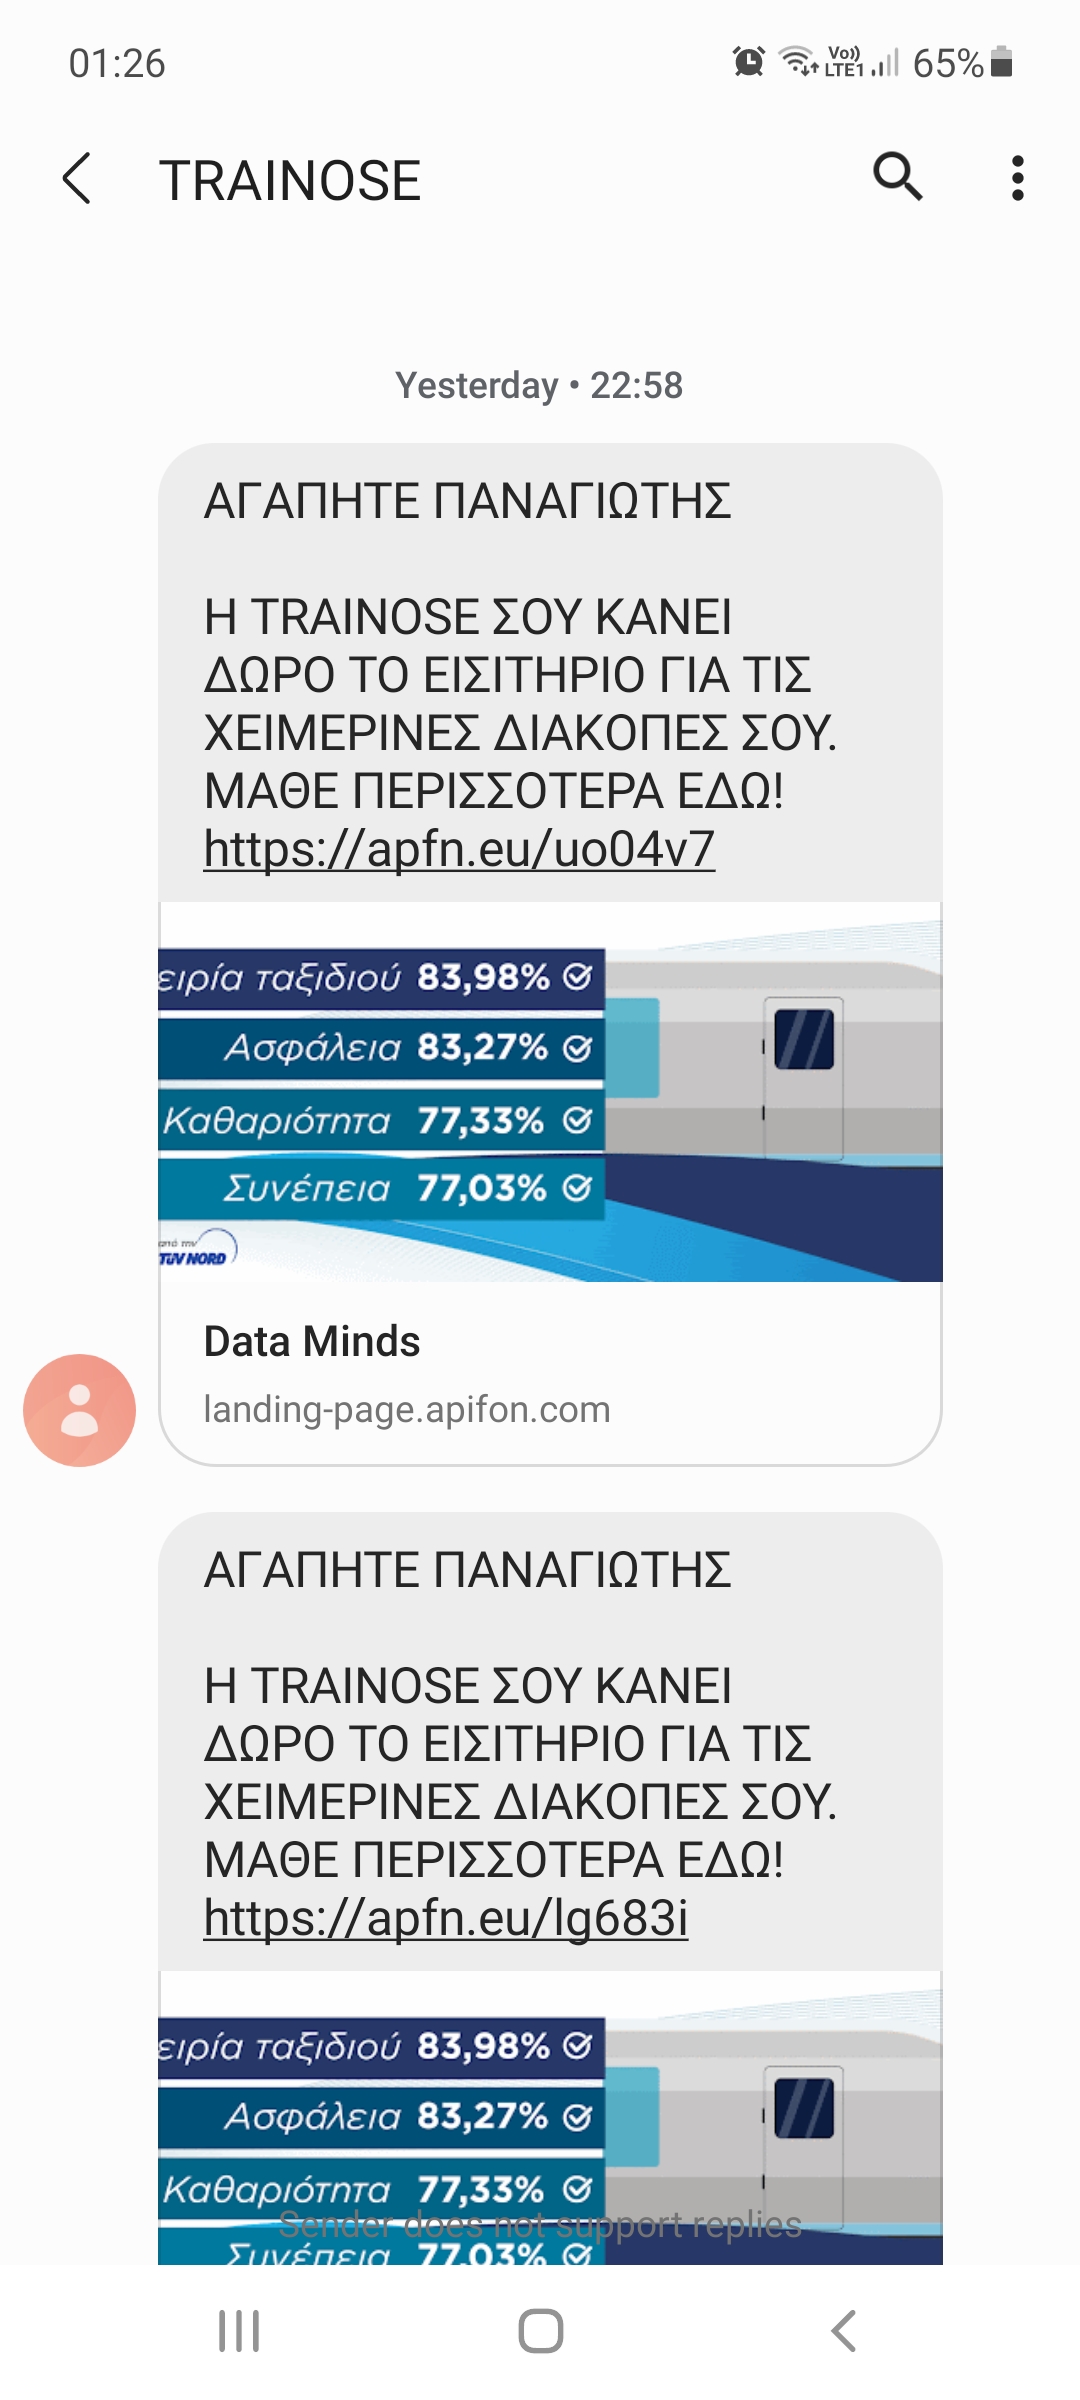 01:26
Vo)) LTE1 65%
TRAINOSE
Yesterday • 22:58
ΑΓΑΠΗΤΕ ΠΑΝΑΓΙΩΤΗΣ
Η TRAINOSE ΣΟΥ ΚΑΝΕΙ
ΔΩΡΟ ΤΟ ΕΙΣΙΤΗΡΙΟ ΓΙΑ ΤΙΣ
ΧΕΙΜΕΡΙΝΕΣ ΔΙΑΚΟΠΕΣ ΣΟΥ.
ΜΑΘΕ ΠΕΡΙΣΣΟΤΕΡΑ ΕΔΩ!
https://apfn.eu/uo04v7
ειρία ταξιδιού 83,98%
Ασφάλεια 83,27%
Καθαριότητα 77,33%
Συνέπεια 77,03%
από την
TÜV NORD
Data Minds
landing-page.apifon.com
ΑΓΑΠΗΤΕ ΠΑΝΑΓΙΩΤΗΣ
Η TRAINOSE ΣΟΥ ΚΑΝΕΙ
ΔΩΡΟ ΤΟ ΕΙΣΙΤΗΡΙΟ ΓΙΑ ΤΙΣ
ΧΕΙΜΕΡΙΝΕΣ ΔΙΑΚΟΠΕΣ ΣΟΥ.
ΜΑΘΕ ΠΕΡΙΣΣΟΤΕΡΑ ΕΔΩ!
https://apfn.eu/lg683i
ειρία ταξιδιού 83,98%
Ασφάλεια 83,27%
Καθαριότητα 77,33%
Sender does not support replies
Συνέπεια 77,03%